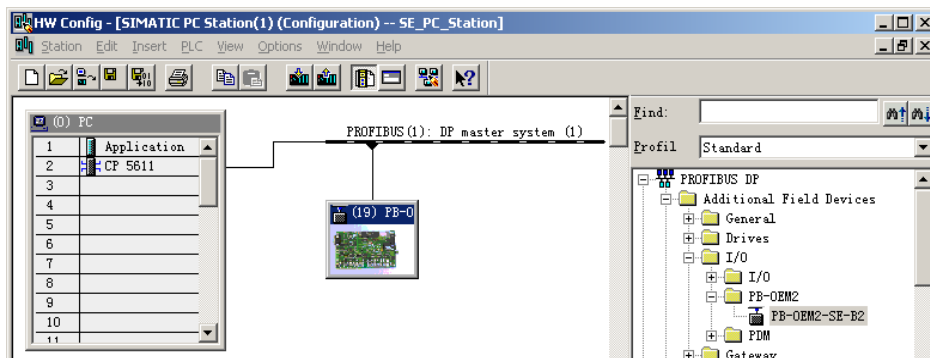 HW Config - [SIMATIC PC Station(1) (Configuration) -- SE_PC_Station]
Station Edit Insert PLC View Options Window Help
(0) PC
1 Application
2 CP 5611
3
4
5
6
7
8
9
10
11
PROFIBUS(1): DP master system (1)
(19) PB-O
Find:
Profil Standard
PROFIBUS DP
Additional Field Devices
General
Drives
I/O
I/O
PB-OEM2
PB-OEM2-SE-B2
PDM
Gateway